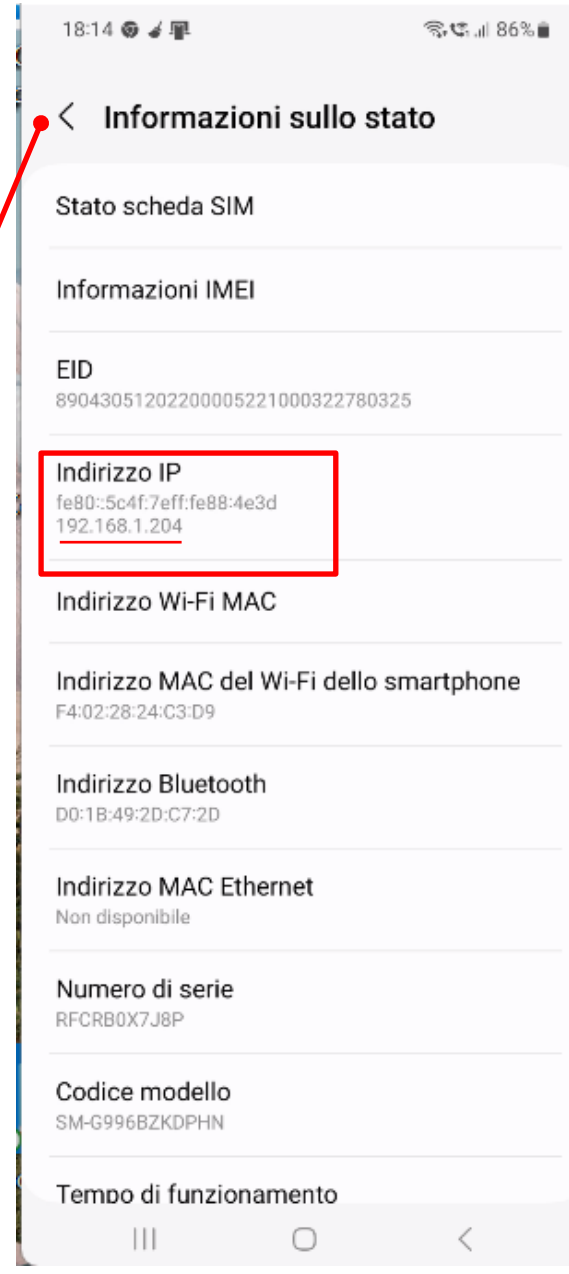 18:14 86%
Informazioni sullo stato
Stato scheda SIM
Informazioni IMEI
EID
89043051202200005221000322780325
Indirizzo IP
fe80::5c4f:7eff:fe88:4e3d
192.168.1.204
Indirizzo Wi-Fi MAC
Indirizzo MAC del Wi-Fi dello smartphone
F4:02:28:24:C3:D9
Indirizzo Bluetooth
D0:1B:49:2D:C7:2D
Indirizzo MAC Ethernet
Non disponibile
Numero di serie
RFCRB0X7J8P
Codice modello
SM-G996BZKDPHN
Tempo di funzionamento